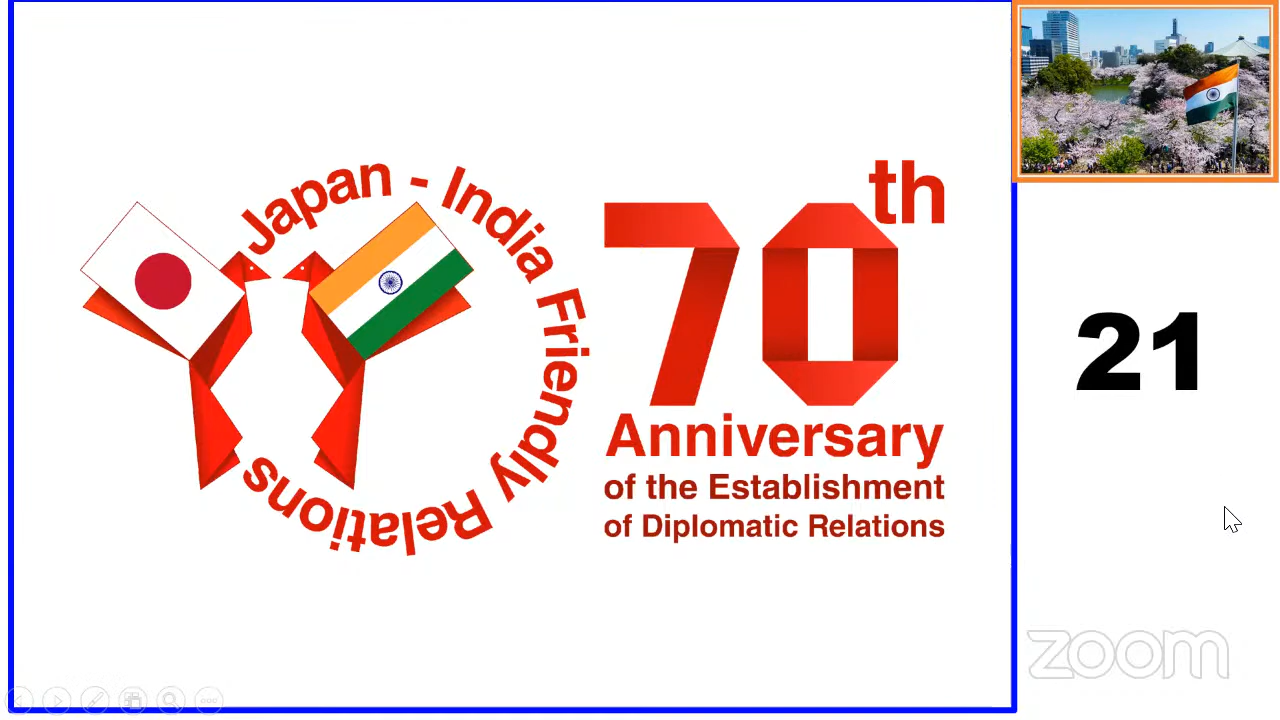 Japan - India Friendly Relations
70th
Anniversary
of the Establishment
of Diplomatic Relations
21
zoom